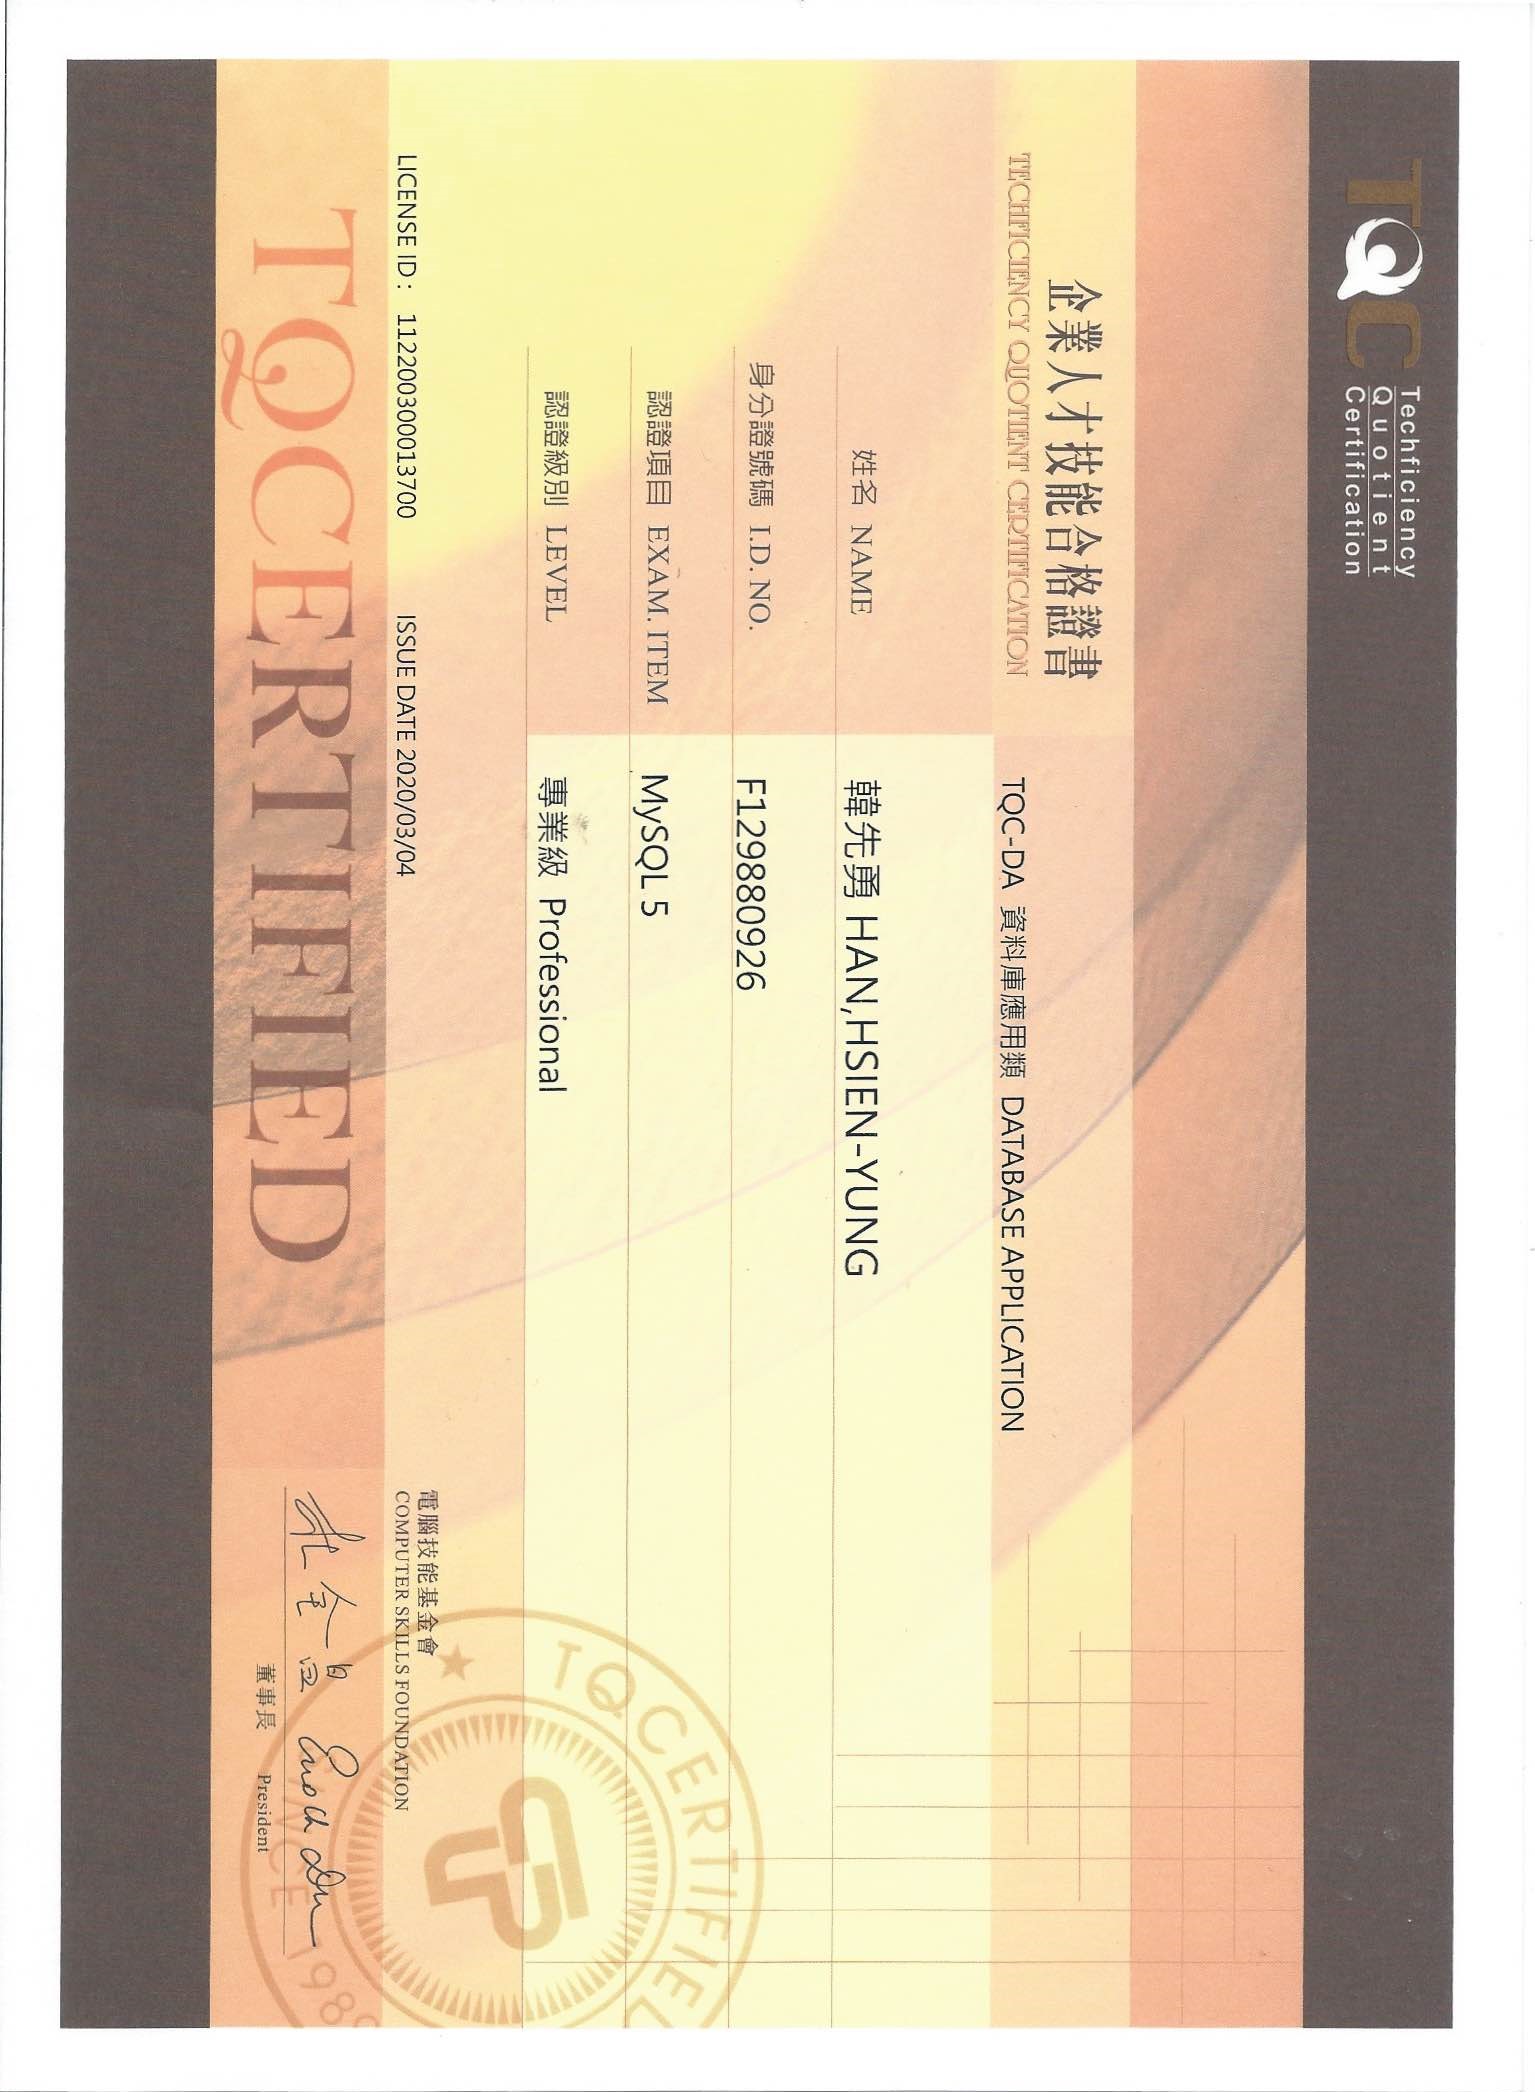 TQC Techficiency
Quotient
Certification
企業人才技能合格證書
TECHFICIENCY QUOTIENT CERTIFICATION
TQC-DA 資料庫應用類 DATABASE APPLICATION
姓名 NAME 韓先勇 HAN,HSIEN-YUNG
身分證號碼 I.D. NO. F129880926
認證項目 EXAM. ITEM MySQL 5
認證級別 LEVEL 專業級 Professional
TQCERTIFIED
SINCE 1989
LICENSE ID : 112200300013700 ISSUE DATE 2020/03/04
電腦技能基金會
COMPUTER SKILLS FOUNDATION
TQCERTIFIED
杜全昌 Enoch Du
董事長 President